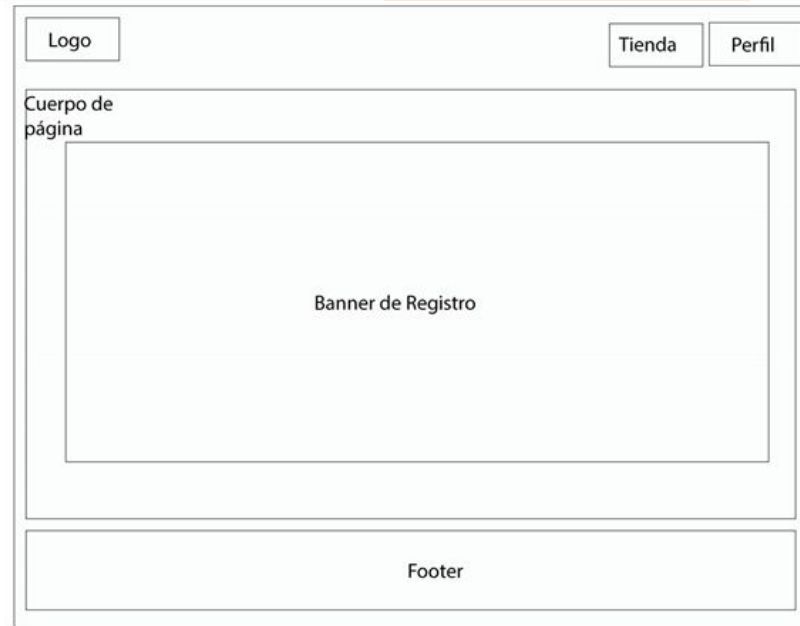 Logo
Tienda
Perfil
Cuerpo de
página
Banner de Registro
Footer